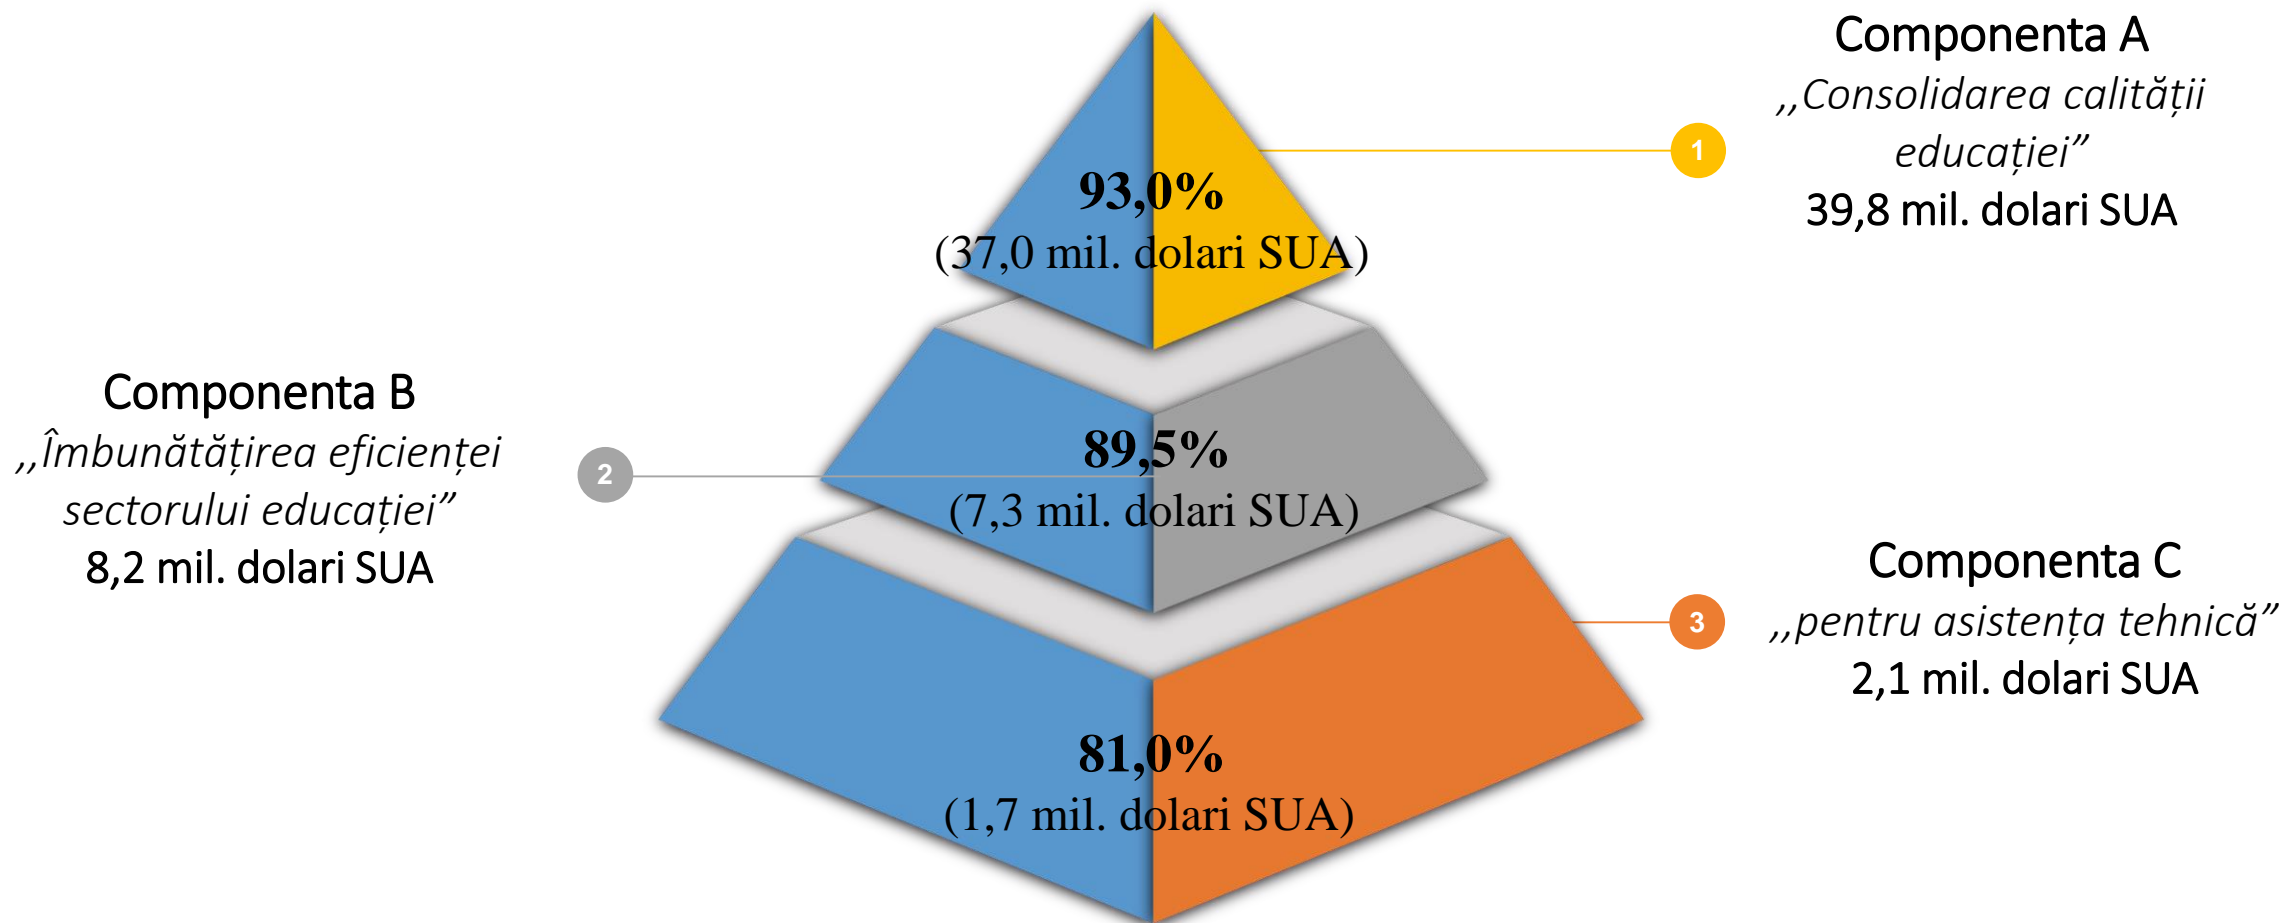 Componenta A
,,Consolidarea calității
educației”
39,8 mil. dolari SUA
1
93,0%
(37,0 mil. dolari SUA)
Componenta B
,,Îmbunătățirea eficienței
sectorului educației”
8,2 mil. dolari SUA
2
89,5%
(7,3 mil. dolari SUA)
Componenta C
,,pentru asistența tehnică”
2,1 mil. dolari SUA
3
81,0%
(1,7 mil. dolari SUA)